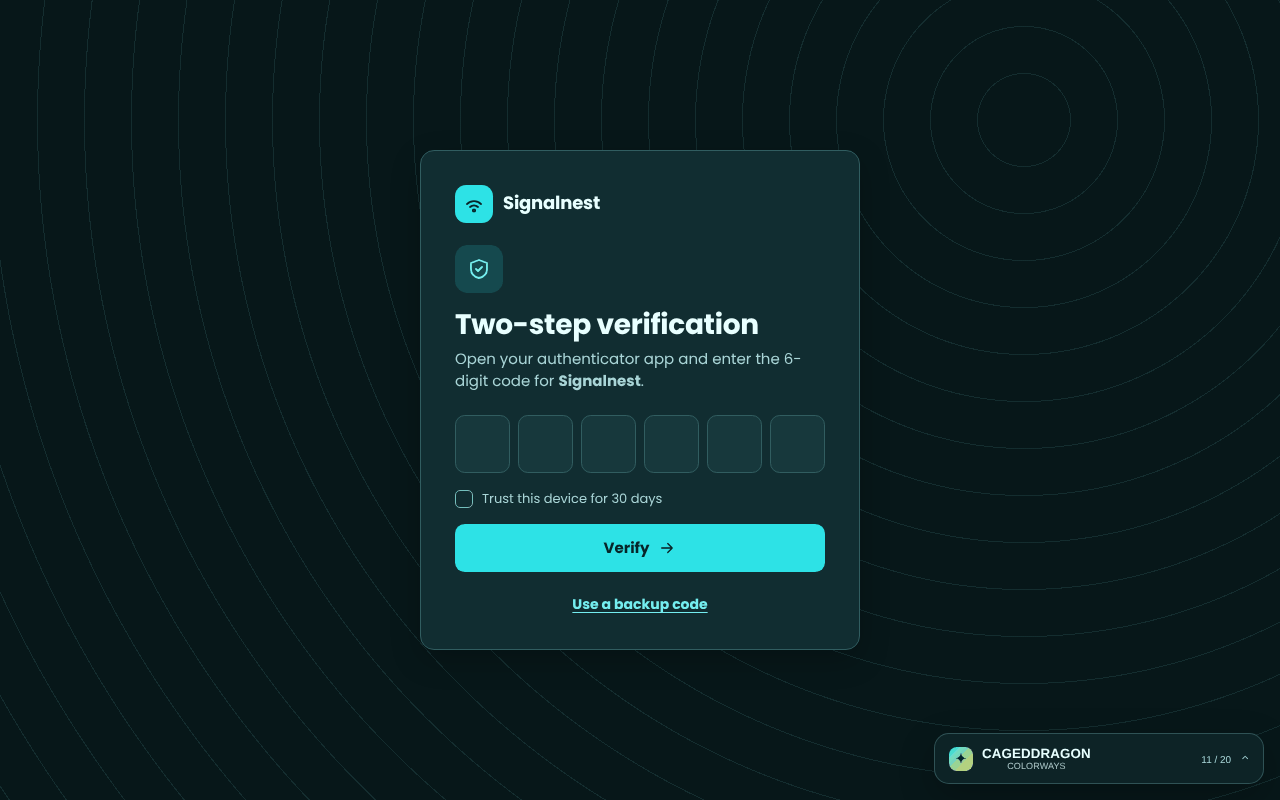 Signalnest
Two-step verification
Open your authenticator app and enter the 6-
digit code for Signalnest.
Trust this device for 30 days
Verify →
Use a backup code
CAGEDDRAGON
COLORWAYS
11 / 20